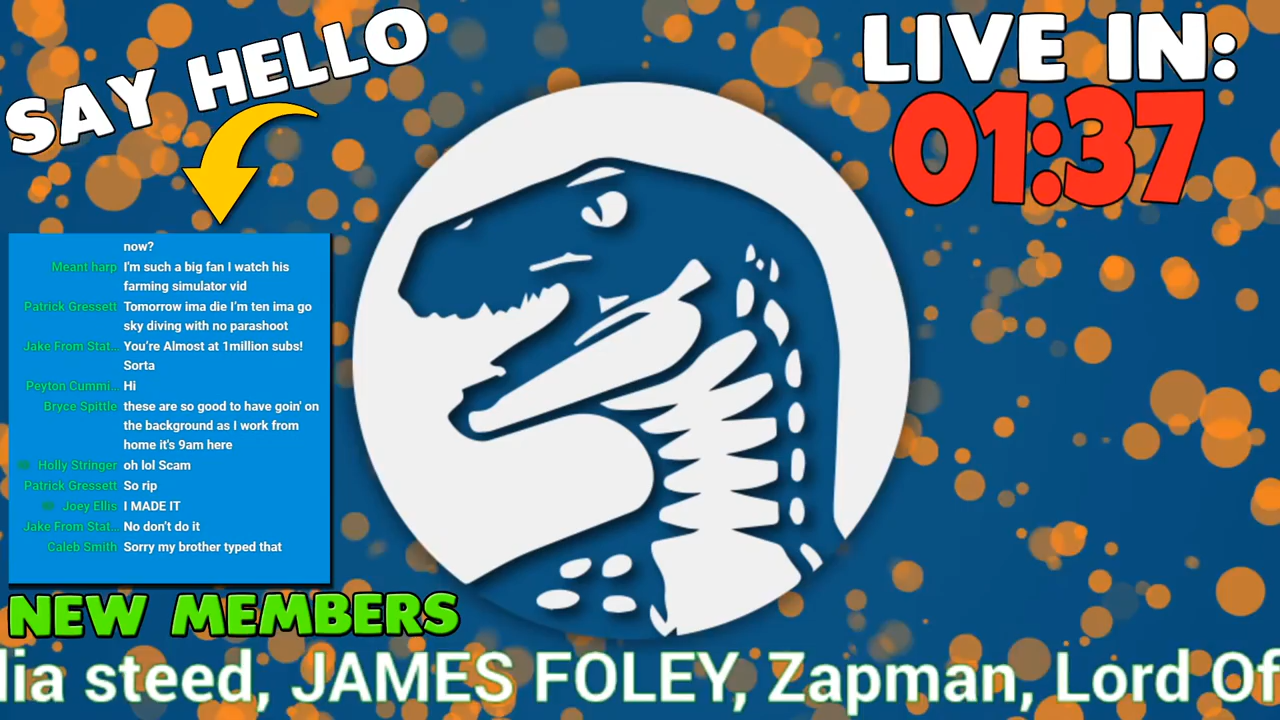 SAY HELLO
LIVE IN:
01:37
now?
Meant harp I'm such a big fan I watch his
farming simulator vid
Patrick Gressett Tomorrow ima die I'm ten ima go
sky diving with no parashoot
Jake From Stat... You're Almost at 1million subs!
Sorta
Peyton Cummi... Hi
Bryce Spittle these are so good to have goin' on
the background as I work from
home it's 9am here
Holly Stringer oh lol Scam
Patrick Gressett So rip
Joey Ellis I MADE IT
Jake From Stat... No don't do it
Caleb Smith Sorry my brother typed that
NEW MEMBERS
lia steed, JAMES FOLEY, Zapman, Lord Of